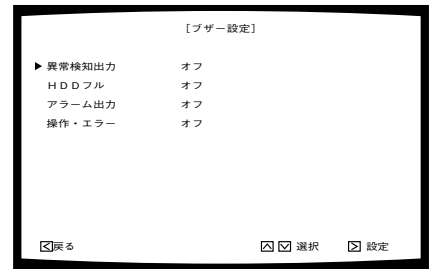 [ブザー設定]
▶ 異常検知出力 オフ
HDDフル オフ
アラーム出力 オフ
操作・エラー オフ
戻る 選択 設定